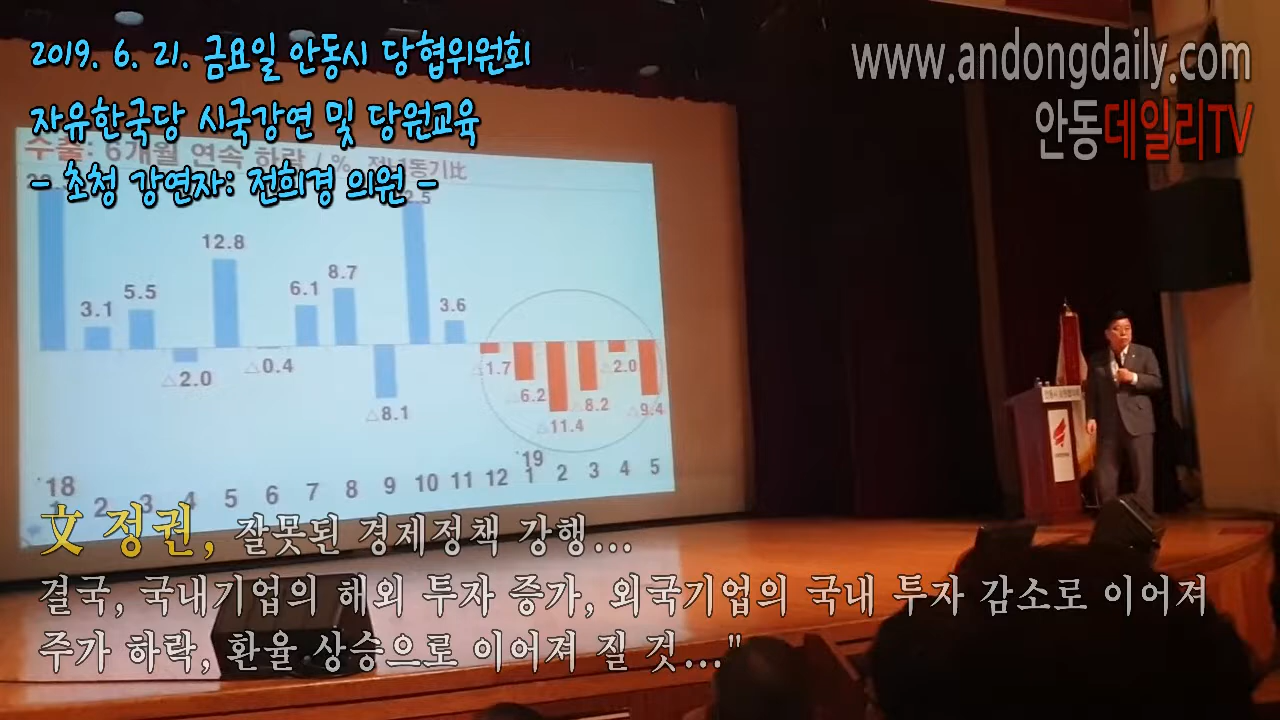 2019. 6. 21. 금요일 안동시 당협위원회
자유한국당 시국강연 및 당원교육
- 초청 강연자: 전희경 의원 -
www.andongdaily.com
안동데일리TV
수출: 6개월 연속 하락 / %, 전년동기比
3.1
5.5
12.8
6.1
8.7
2.5
3.6
△2.0
△0.4
△8.1
△1.7
△6.2
△11.4
△8.2
△2.0
△9.4
'18 '19
1 2 3 4 5 6 7 8 9 10 11 12 1 2 3 4 5
文 정권, 잘못된 경제정책 강행...
결국, 국내기업의 해외 투자 증가, 외국기업의 국내 투자 감소로 이어져
주가 하락, 환율 상승으로 이어져 질 것..."